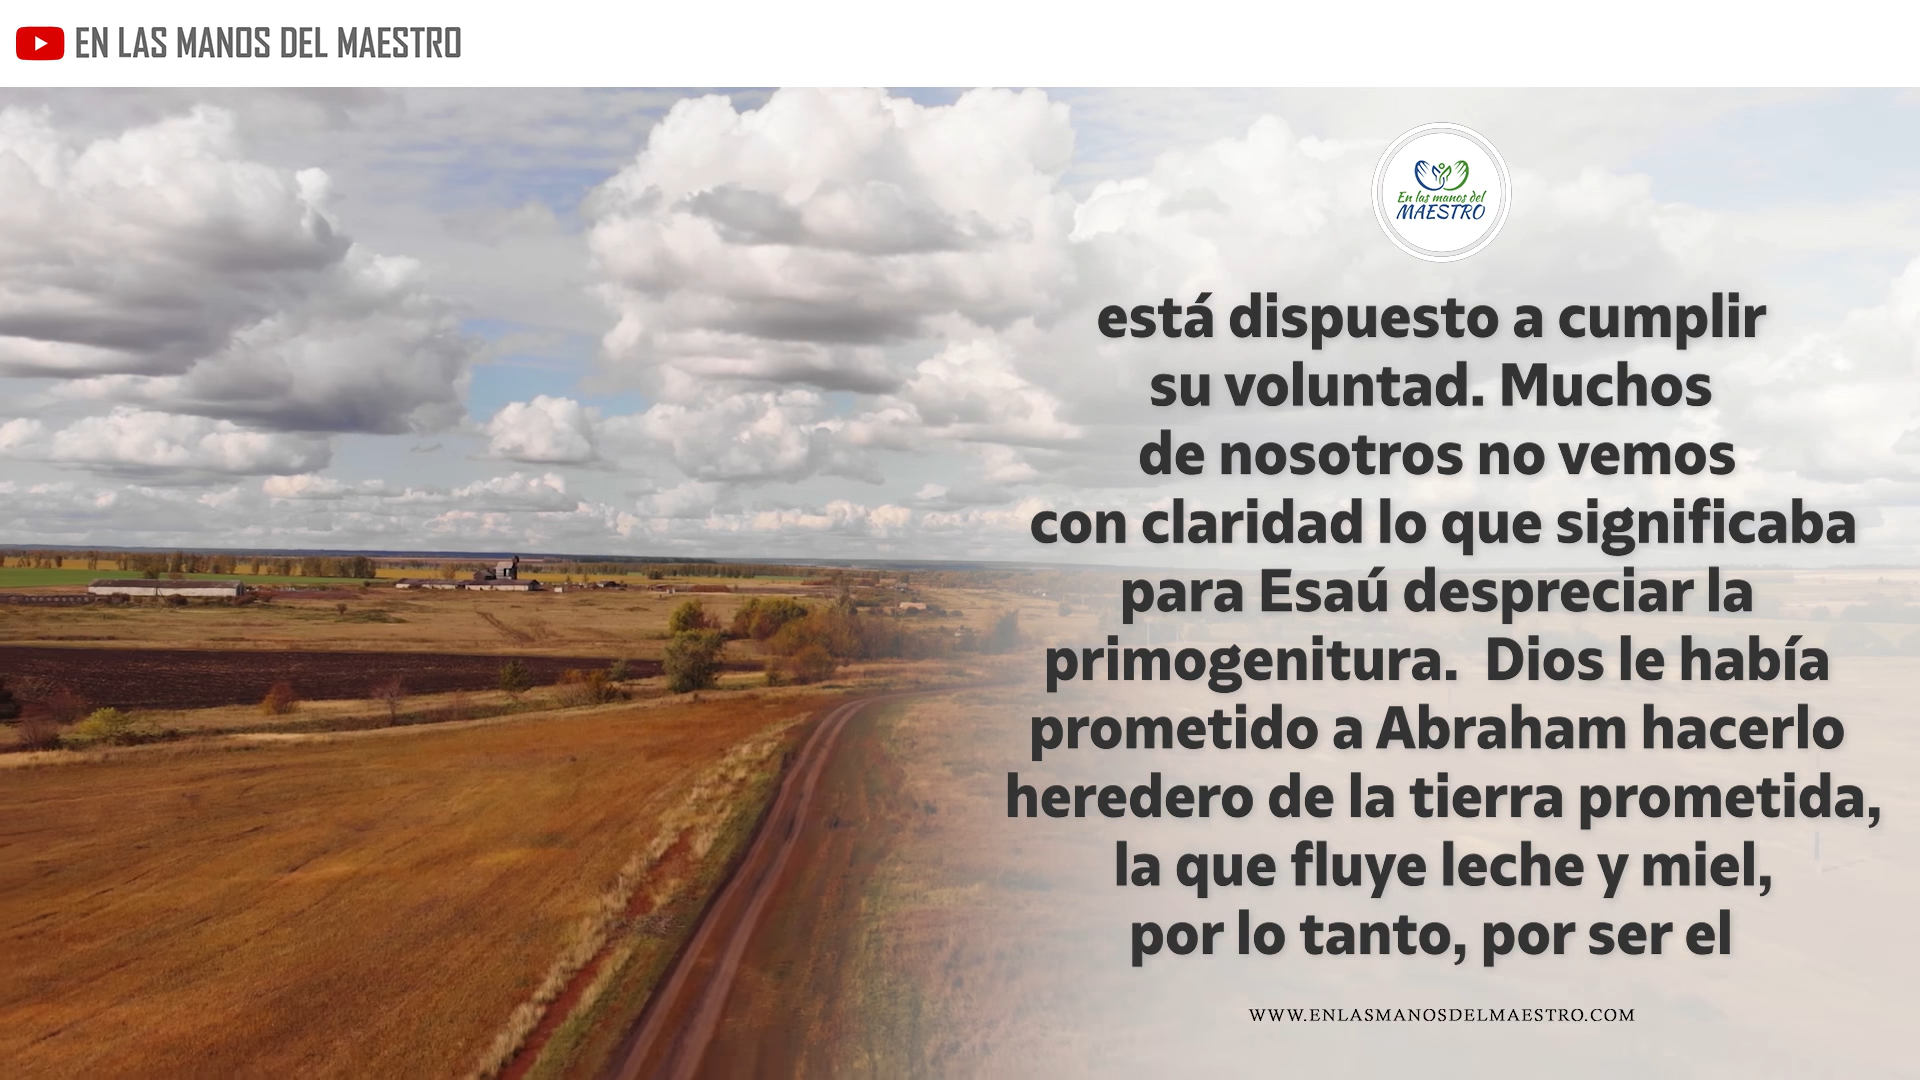 EN LAS MANOS DEL MAESTRO
En las manos del
MAESTRO
está dispuesto a cumplir
su voluntad. Muchos
de nosotros no vemos
con claridad lo que significaba
para Esaú despreciar la
primogenitura.  Dios le había
prometido a Abraham hacerlo
heredero de la tierra prometida,
la que fluye leche y miel,
por lo tanto, por ser el
WWW.ENLASMANOSDELMAESTRO.COM